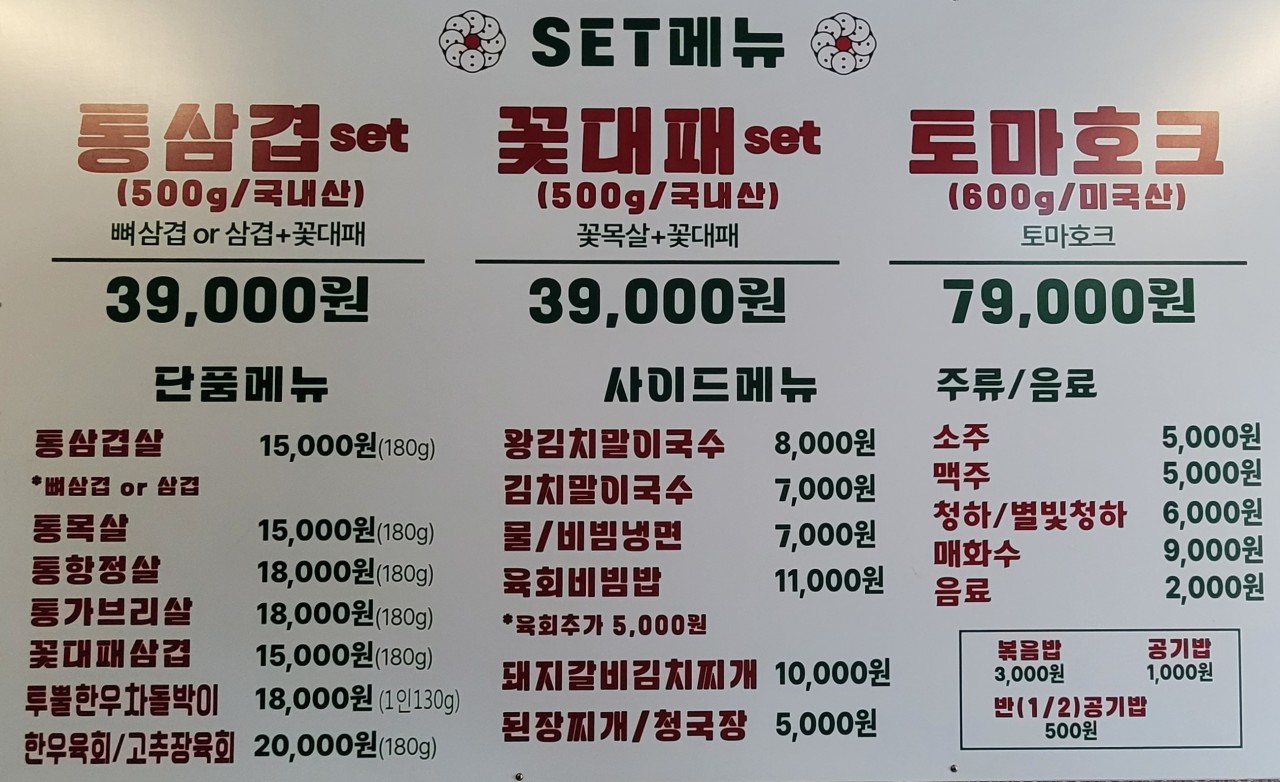 SET메뉴
통삼겹set
(500g/국내산)
뼈삼겹 or 삼겹+꽃대패
39,000원
꽃대패set
(500g/국내산)
꽃목살+꽃대패
39,000원
토마호크
(600g/미국산)
토마호크
79,000원
단품메뉴
통삼겹살 15,000원(180g)
*뼈삼겹 or 삼겹
통목살 15,000원(180g)
통항정살 18,000원(180g)
통가브리살 18,000원(180g)
꽃대패삼겹 15,000원(180g)
투뿔한우차돌박이 18,000원(1인130g)
한우육회/고추장육회 20,000원(180g)
사이드메뉴
왕김치말이국수 8,000원
김치말이국수 7,000원
물/비빔냉면 7,000원
육회비빔밥 11,000원
*육회추가 5,000원
돼지갈비김치찌개 10,000원
된장찌개/청국장 5,000원
주류/음료
소주 5,000원
맥주 5,000원
청하/별빛청하 6,000원
매화수 9,000원
음료 2,000원
볶음밥 공기밥
3,000원 1,000원
반(1/2)공기밥
500원